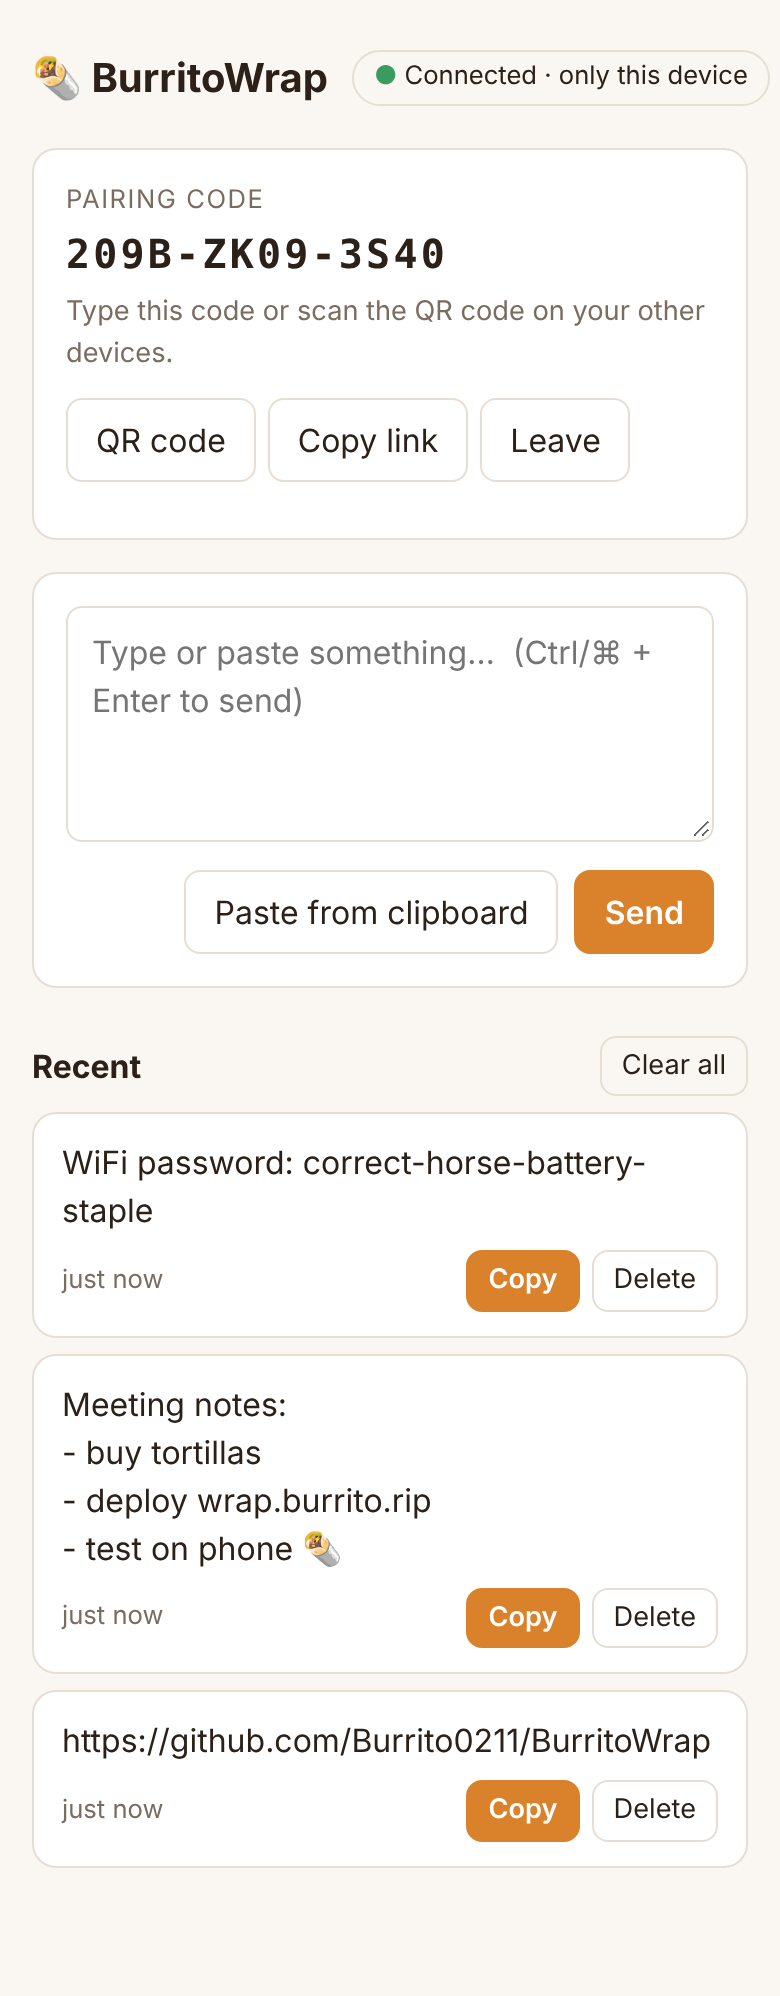 🌯 BurritoWrap
Connected · only this device
PAIRING CODE
209B-ZK09-3S40
Type this code or scan the QR code on your other
devices.
QR code
Copy link
Leave
Type or paste something... (Ctrl/⌘ +
Enter to send)
Paste from clipboard
Send
Recent
Clear all
WiFi password: correct-horse-battery-
staple
just now
Copy
Delete
Meeting notes:
- buy tortillas
- deploy wrap.burrito.rip
- test on phone 🌯
just now
Copy
Delete
https://github.com/Burrito0211/BurritoWrap
just now
Copy
Delete